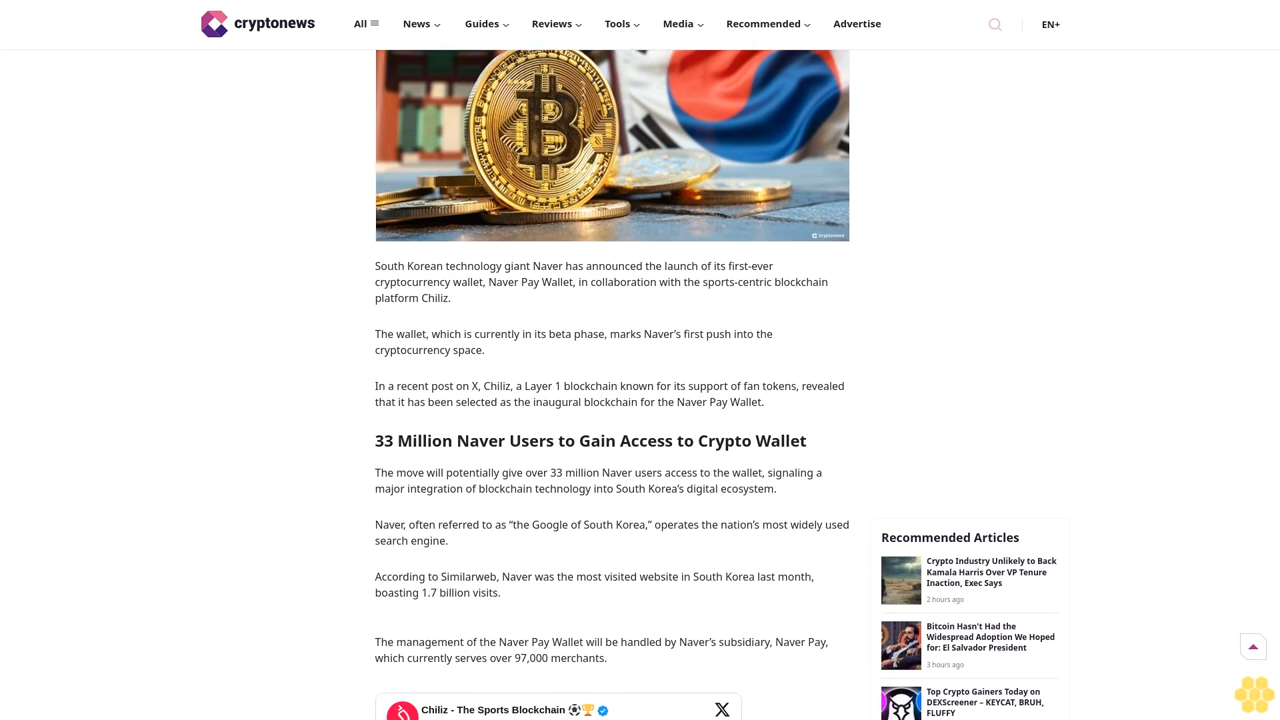 cryptonews
All
News
Guides
Reviews
Tools
Media
Recommended
Advertise
EN+
cryptonews
South Korean technology giant Naver has announced the launch of its first-ever
cryptocurrency wallet, Naver Pay Wallet, in collaboration with the sports-centric blockchain
platform Chiliz.
The wallet, which is currently in its beta phase, marks Naver’s first push into the
cryptocurrency space.
In a recent post on X, Chiliz, a Layer 1 blockchain known for its support of fan tokens, revealed
that it has been selected as the inaugural blockchain for the Naver Pay Wallet.
33 Million Naver Users to Gain Access to Crypto Wallet
The move will potentially give over 33 million Naver users access to the wallet, signaling a
major integration of blockchain technology into South Korea’s digital ecosystem.
Naver, often referred to as “the Google of South Korea,” operates the nation’s most widely used
search engine.
According to Similarweb, Naver was the most visited website in South Korea last month,
boasting 1.7 billion visits.
The management of the Naver Pay Wallet will be handled by Naver’s subsidiary, Naver Pay,
which currently serves over 97,000 merchants.
Chiliz - The Sports Blockchain ⚽🏆
Recommended Articles
Crypto Industry Unlikely to Back
Kamala Harris Over VP Tenure
Inaction, Exec Says
2 hours ago
Bitcoin Hasn’t Had the
Widespread Adoption We Hoped
for: El Salvador President
3 hours ago
Top Crypto Gainers Today on
DEXScreener – KEYCAT, BRUH,
FLUFFY